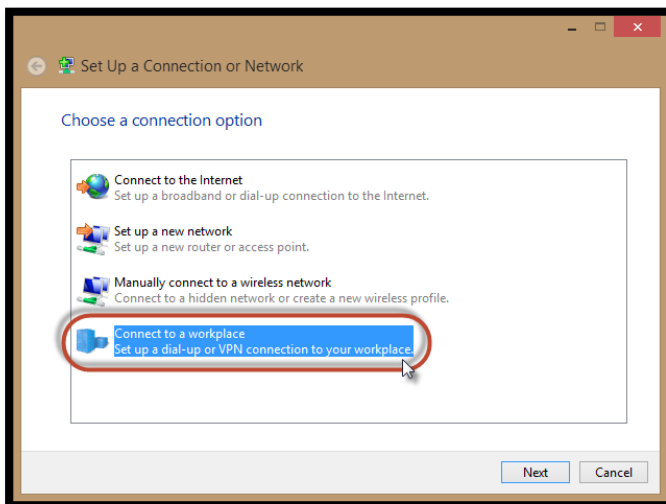 Set Up a Connection or Network
Choose a connection option
Connect to the Internet
Set up a broadband or dial-up connection to the Internet.
Set up a new network
Set up a new router or access point.
Manually connect to a wireless network
Connect to a hidden network or create a new wireless profile.
Connect to a workplace
Set up a dial-up or VPN connection to your workplace.
Next Cancel